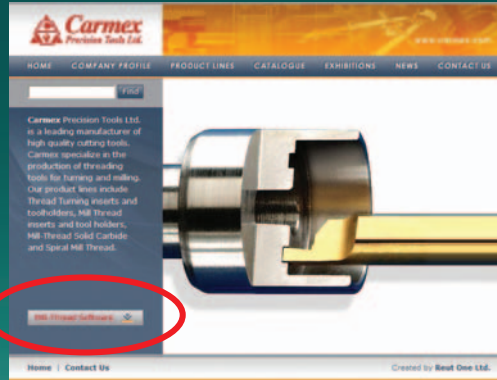 Carmex
Precision Tools Ltd.
www.carmex.com
HOME COMPANY PROFILE PRODUCT LINES CATALOGUE EXHIBITIONS NEWS CONTACT US
Find
Carmex Precision Tools Ltd.
is a leading manufacturer of
high quality cutting tools.
Carmex specialize in the
production of threading
tools for turning and milling.
Our product lines include
Thread Turning inserts and
toolholders, Mill Thread
inserts and tool holders,
Mill-Thread Solid Carbide
and Spiral Mill Thread.
Mill-Thread Software
Home | Contact Us
Created by Reut One Ltd.